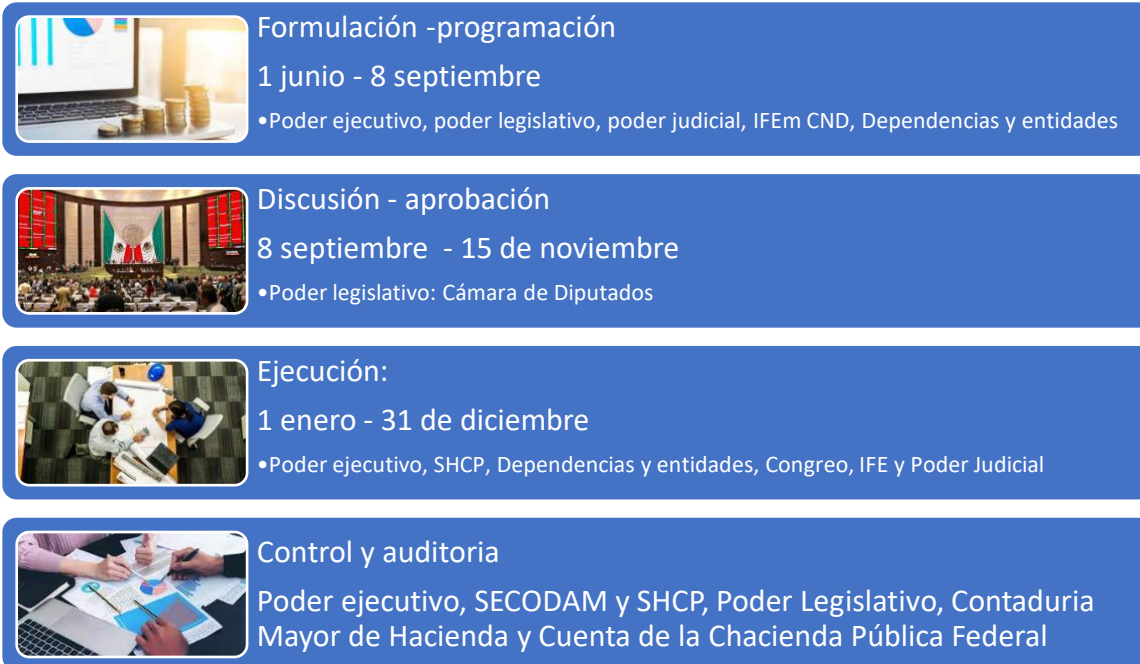 Formulación -programación
1 junio - 8 septiembre
•Poder ejecutivo, poder legislativo, poder judicial, IFEm CND, Dependencias y entidades
Discusión - aprobación
8 septiembre - 15 de noviembre
•Poder legislativo: Cámara de Diputados
Ejecución:
1 enero - 31 de diciembre
•Poder ejecutivo, SHCP, Dependencias y entidades, Congreo, IFE y Poder Judicial
Control y auditoria
Poder ejecutivo, SECODAM y SHCP, Poder Legislativo, Contaduria
Mayor de Hacienda y Cuenta de la Chacienda Pública Federal